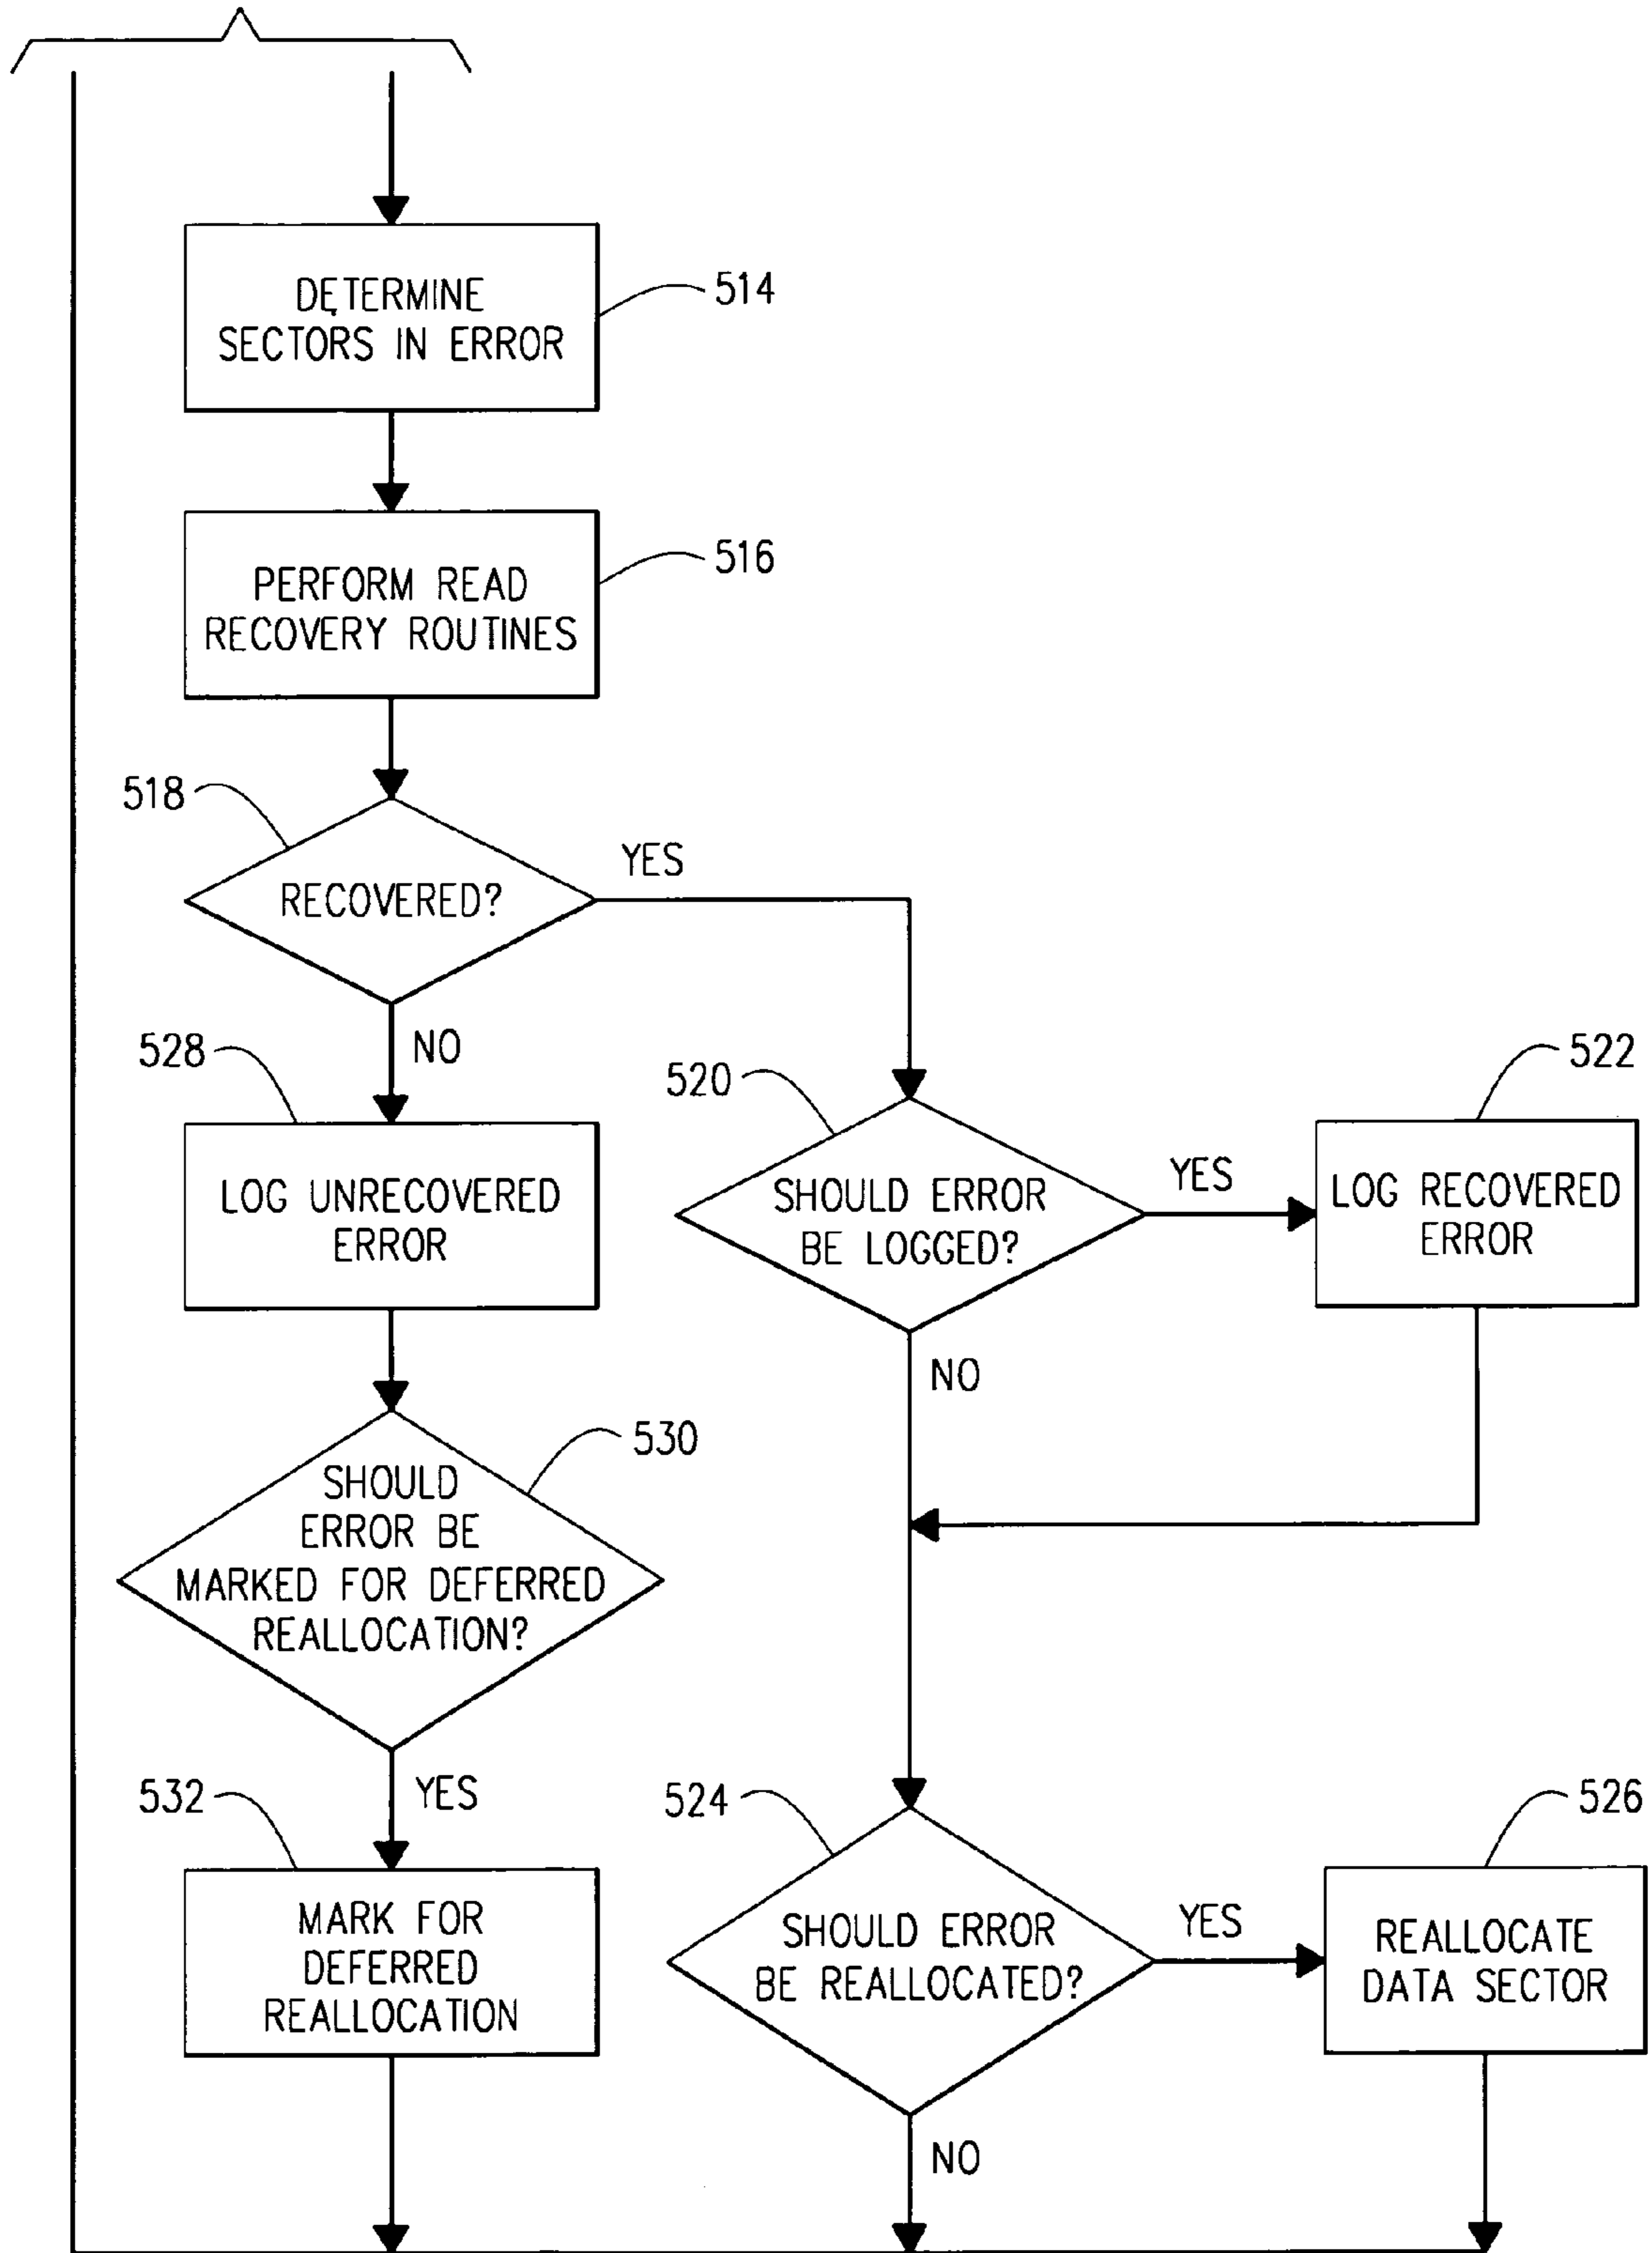 DETERMINE
SECTORS IN ERROR
514
PERFORM READ
RECOVERY ROUTINES
516
518
RECOVERED?
YES
NO
528
LOG UNRECOVERED
ERROR
520
SHOULD ERROR
BE LOGGED?
YES
522
LOG RECOVERED
ERROR
NO
530
SHOULD
ERROR BE
MARKED FOR DEFERRED
REALLOCATION?
YES
532
MARK FOR
DEFERRED
REALLOCATION
524
SHOULD ERROR
BE REALLOCATED?
YES
526
REALLOCATE
DATA SECTOR
NO